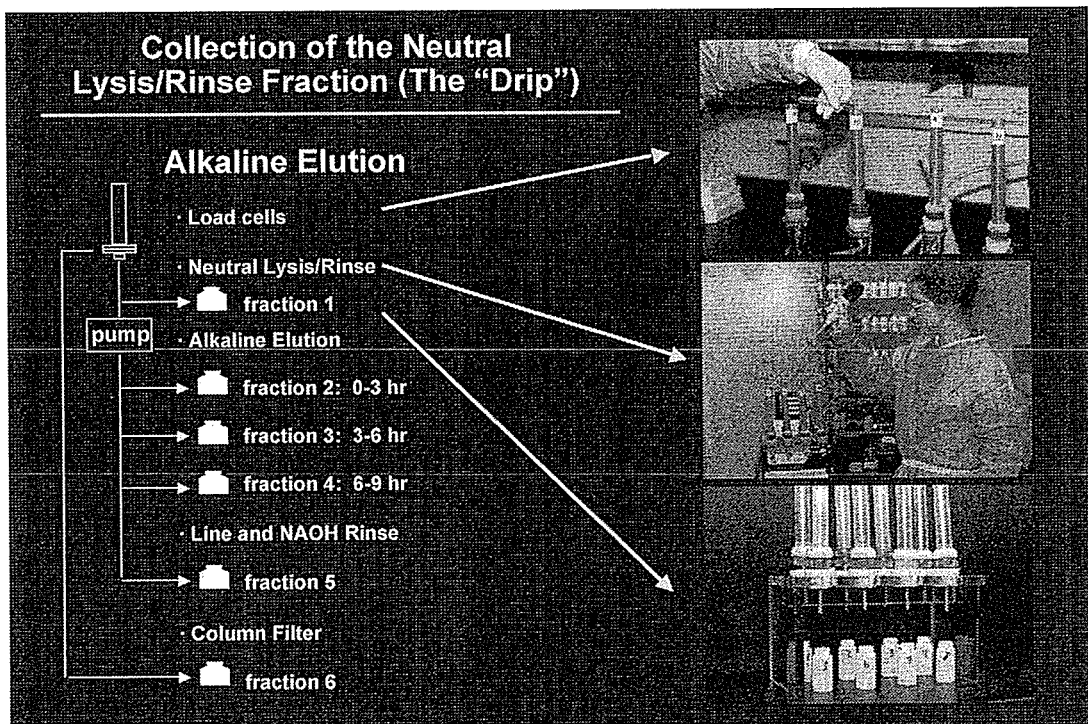 Collection of the Neutral
Lysis/Rinse Fraction (The "Drip")
Alkaline Elution
· Load cells
· Neutral Lysis/Rinse
fraction 1
pump
· Alkaline Elution
fraction 2: 0-3 hr
fraction 3: 3-6 hr
fraction 4: 6-9 hr
· Line and NAOH Rinse
fraction 5
· Column Filter
fraction 6